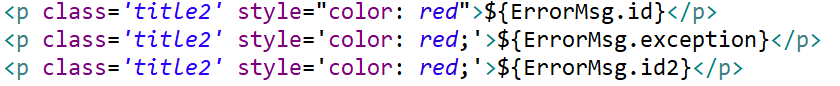 <p class='title2' style="color: red">${ErrorMsg.id}</p>
<p class='title2' style='color: red;'>${ErrorMsg.exception}</p>
<p class='title2' style='color: red;'>${ErrorMsg.id2}</p>